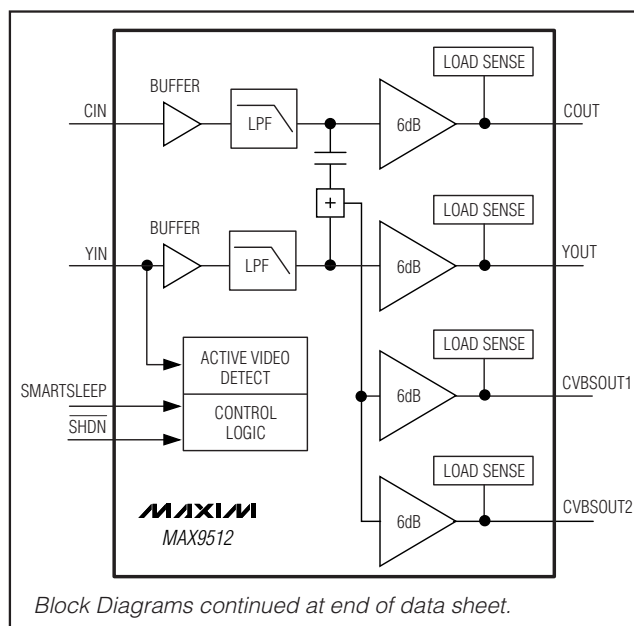 LOAD SENSE
BUFFER
CIN
LPF
6dB
COUT
+
LOAD SENSE
BUFFER
YIN
LPF
6dB
YOUT
LOAD SENSE
ACTIVE VIDEO
DETECT
SMARTSLEEP
CONTROL
LOGIC
SHDN
6dB
CVBSOUT1
LOAD SENSE
MAXIM
MAX9512
6dB
CVBSOUT2
Block Diagrams continued at end of data sheet.